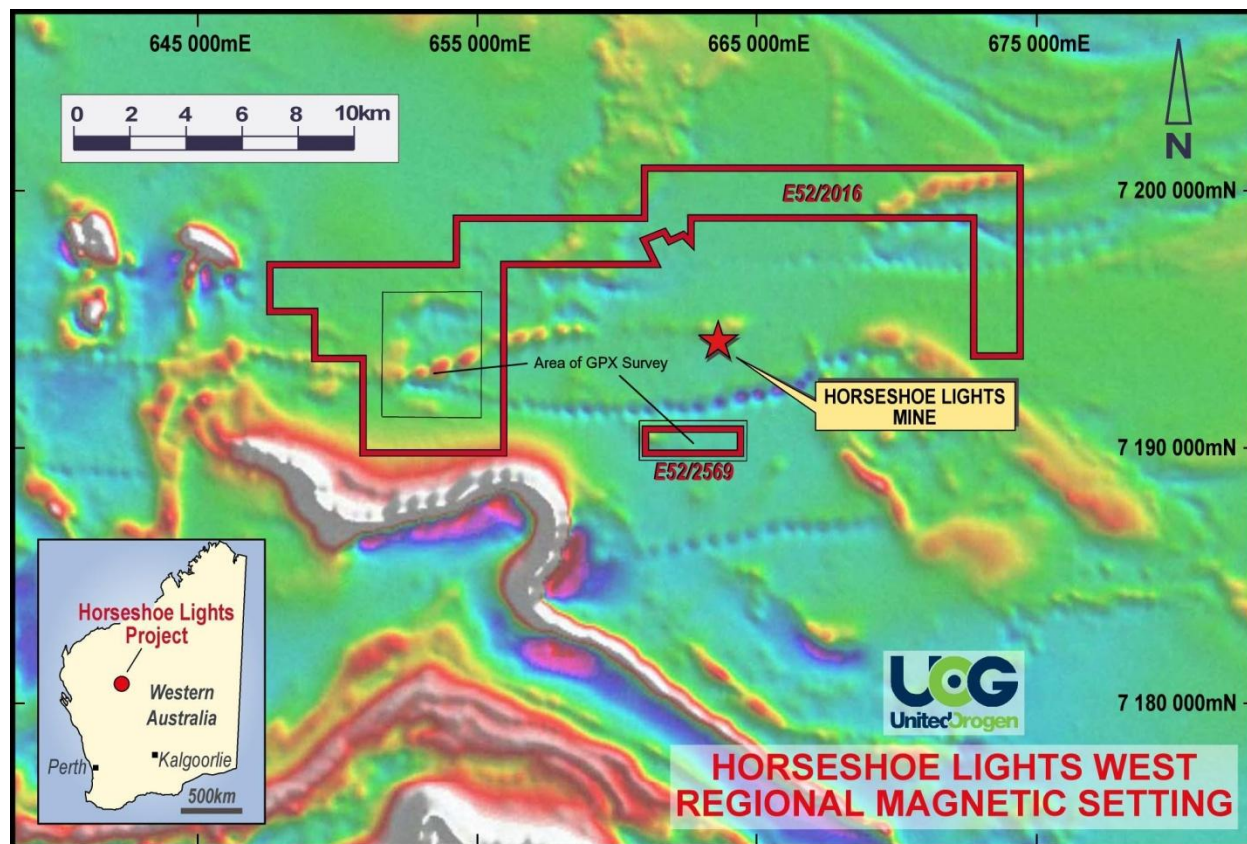 645 000mE
655 000mE
665 000mE
675 000mE
0 2 4 6 8 10km
N
7 200 000mN
E52/2016
Area of GPX Survey
HORSESHOE LIGHTS
MINE
7 190 000mN
E52/2569
Horseshoe Lights
Project
Western
Australia
Perth
Kalgoorlie
500km
UOG
UnitedOrogen
7 180 000mN
HORSESHOE LIGHTS WEST
REGIONAL MAGNETIC SETTING